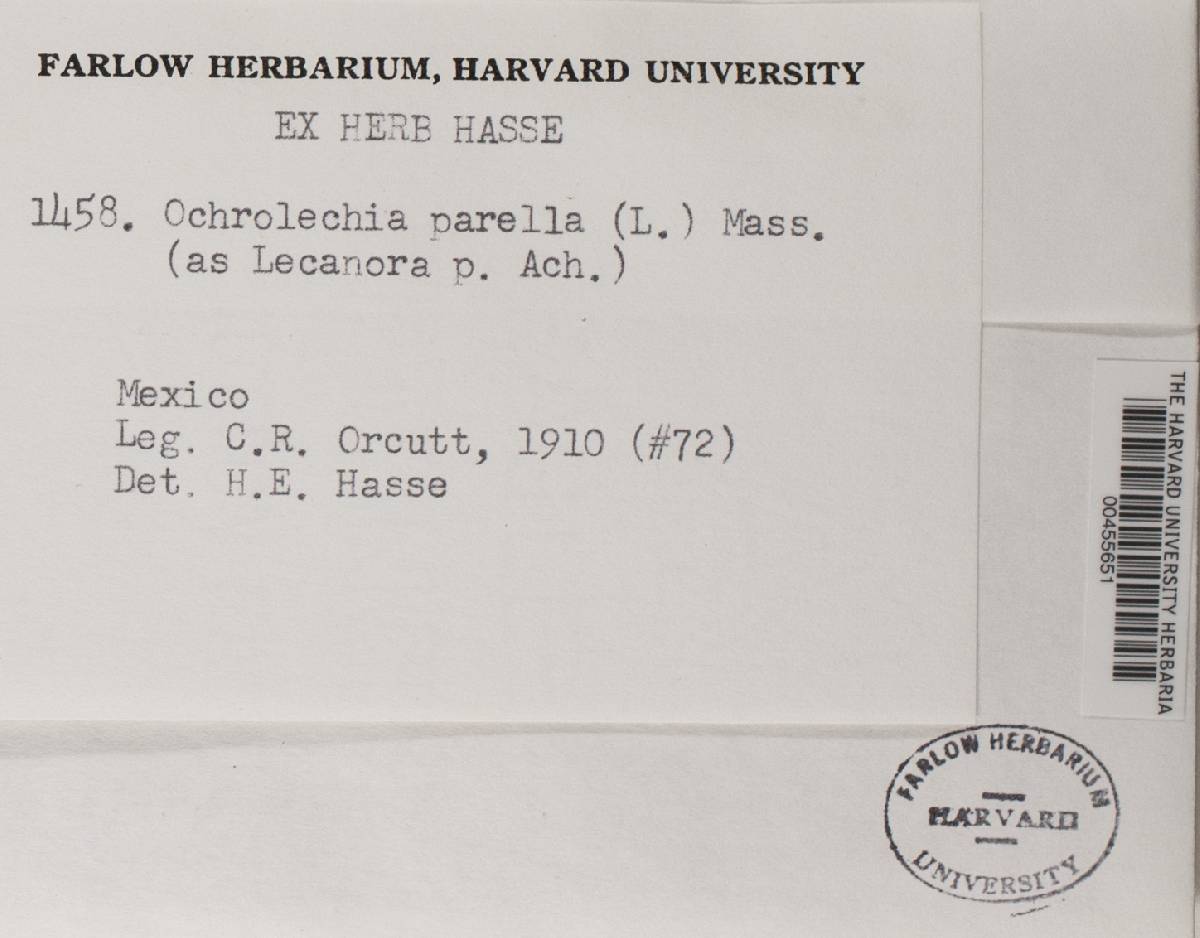 FARLOW HERBARIUM, HARVARD UNIVERSITY
EX HERB HASSE
1458. Ochrolechia parella (L.) Mass.
(as Lecanora p. Ach.)
Mexico
Leg. C.R. Orcutt, 1910 (#72)
Det. H.E. Hasse
THE HARVARD UNIVERSITY HERBARIA
00455651
FARLOW HERBARIUM
HARVARD
UNIVERSITY